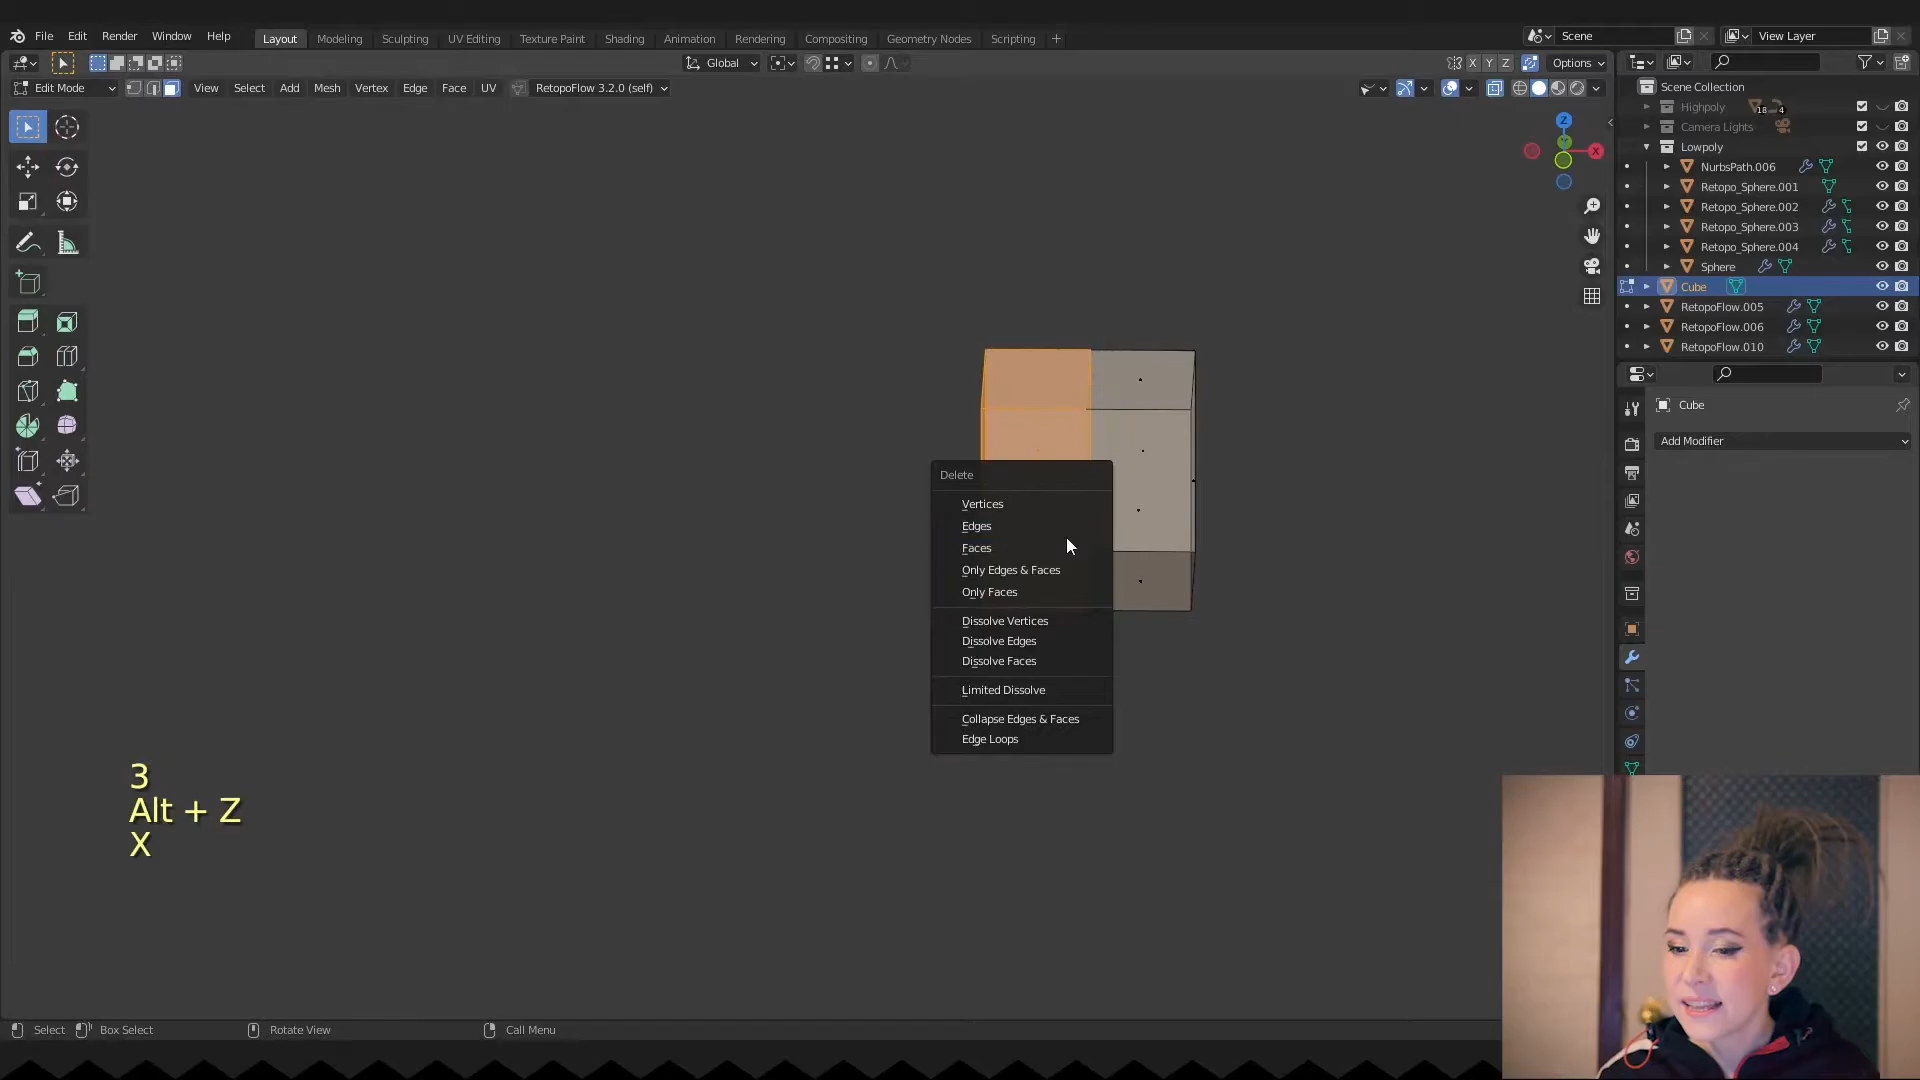 File Edit Render Window Help Layout Modeling Sculpting UV Editing Texture Paint Shading Animation Rendering Compositing Geometry Nodes Scripting + Scene View Layer
Global X Y Z Options
Edit Mode View Select Add Mesh Vertex Edge Face UV RetopoFlow 3.2.0 (self)
Scene Collection
Highpoly 18 4
Camera Lights
Lowpoly
NurbsPath.006
Retopo_Sphere.001
Retopo_Sphere.002
Retopo_Sphere.003
Retopo_Sphere.004
Sphere
Cube
RetopoFlow.005
RetopoFlow.006
RetopoFlow.010
Z
X
Cube
Add Modifier
Delete
Vertices
Edges
Faces
Only Edges & Faces
Only Faces
Dissolve Vertices
Dissolve Edges
Dissolve Faces
Limited Dissolve
Collapse Edges & Faces
Edge Loops
3
Alt + Z
X
Select Box Select Rotate View Call Menu